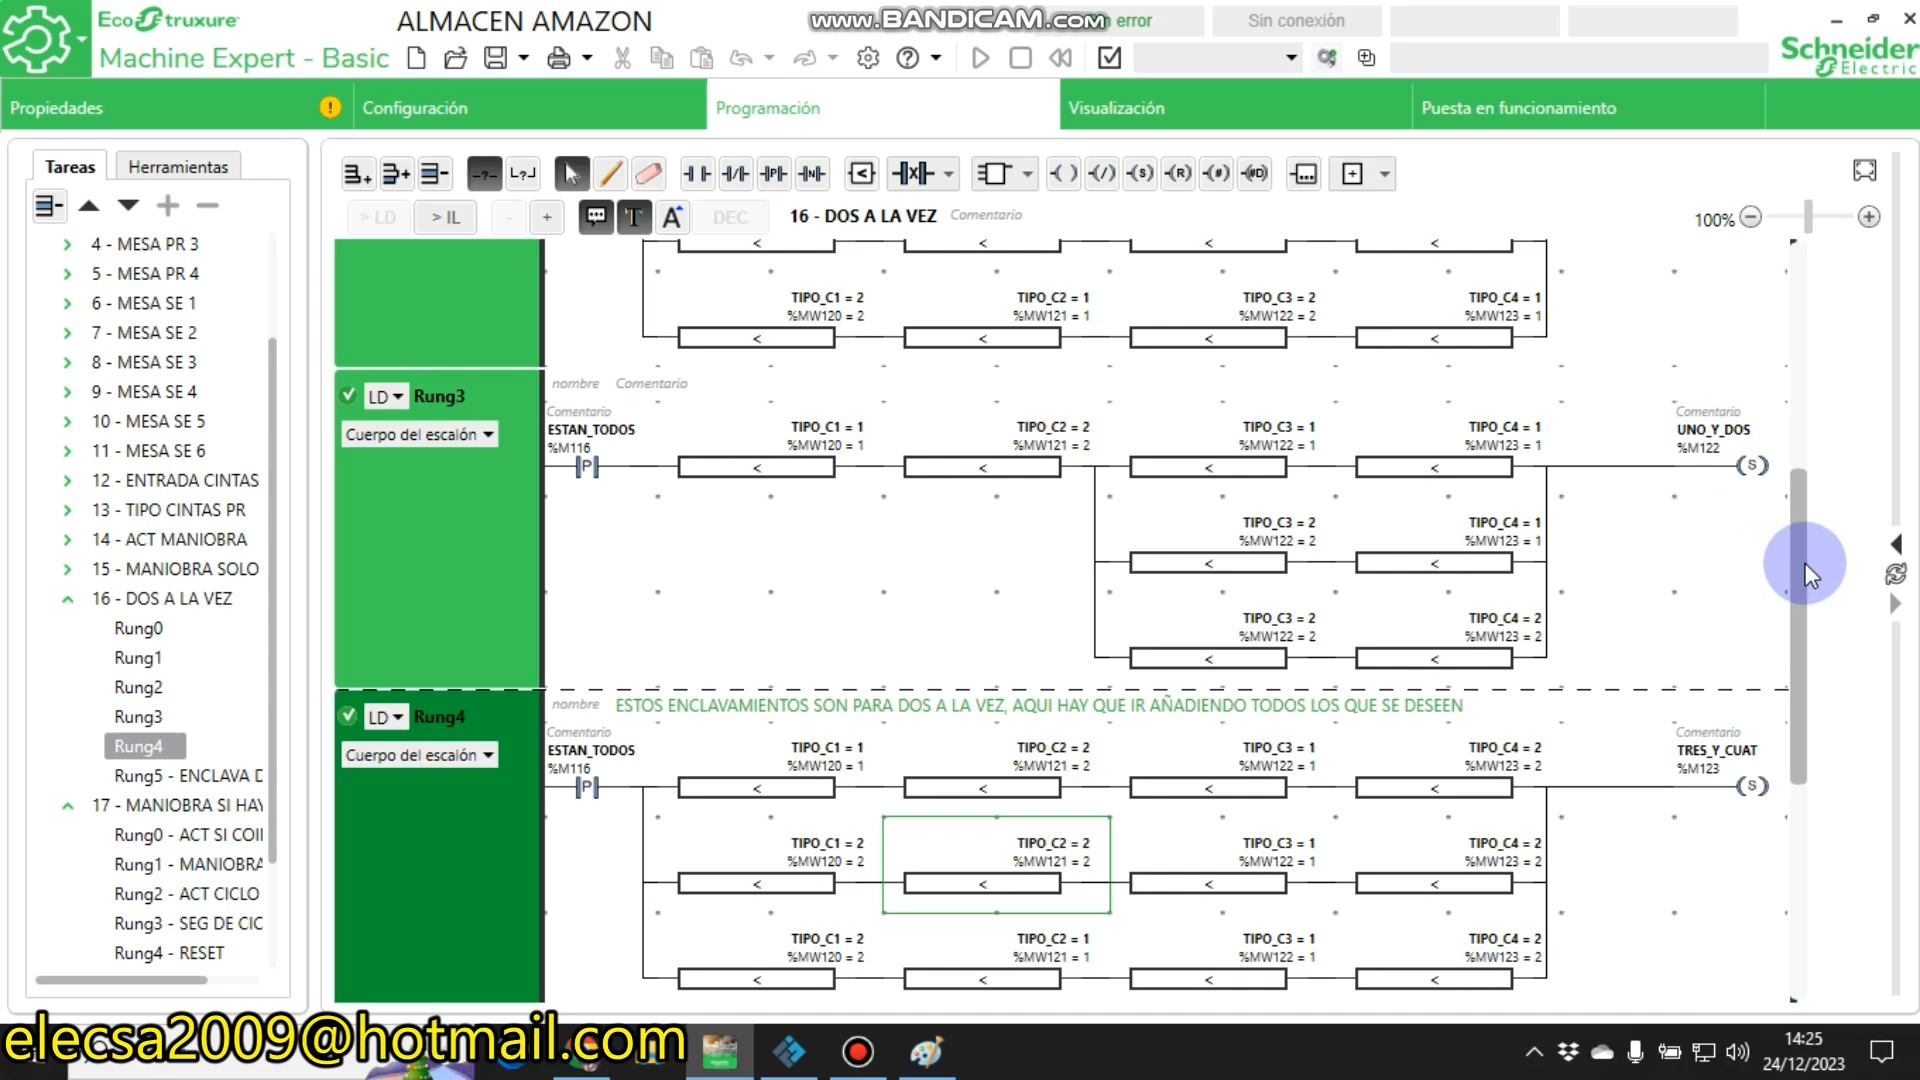 EcoStruxure
Machine Expert - Basic
ALMACEN AMAZON
www.BANDICAM.com
error
Sin conexión
Schneider
Electric
Propiedades
Configuración
Programación
Visualización
Puesta en funcionamiento
Tareas
Herramientas
4 - MESA PR 3
5 - MESA PR 4
6 - MESA SE 1
7 - MESA SE 2
8 - MESA SE 3
9 - MESA SE 4
10 - MESA SE 5
11 - MESA SE 6
12 - ENTRADA CINTAS
13 - TIPO CINTAS PR
14 - ACT MANIOBRA
15 - MANIOBRA SOLO
16 - DOS A LA VEZ
Rung0
Rung1
Rung2
Rung3
Rung4
Rung5 - ENCLAVA D
17 - MANIOBRA SI HAY
Rung0 - ACT SI COI
Rung1 - MANIOBRA
Rung2 - ACT CICLO
Rung3 - SEG DE CIC
Rung4 - RESET
> LD
> IL
-
+
T
A
DEC
16 - DOS A LA VEZ
Comentario
100%
< < < <
TIPO_C1 = 2 TIPO_C2 = 1 TIPO_C3 = 2 TIPO_C4 = 1
%MW120 = 2 %MW121 = 1 %MW122 = 2 %MW123 = 1
< < < <
LD Rung3
Cuerpo del escalón
nombre Comentario
Comentario
ESTAN_TODOS
%M116
P
TIPO_C1 = 1 TIPO_C2 = 2 TIPO_C3 = 1 TIPO_C4 = 1
%MW120 = 1 %MW121 = 2 %MW122 = 1 %MW123 = 1
< < < <
Comentario
UNO_Y_DOS
%M122
S
TIPO_C3 = 2 TIPO_C4 = 1
%MW122 = 2 %MW123 = 1
< <
TIPO_C3 = 2 TIPO_C4 = 2
%MW122 = 2 %MW123 = 2
< <
LD Rung4
Cuerpo del escalón
nombre ESTOS ENCLAVAMIENTOS SON PARA DOS A LA VEZ, AQUI HAY QUE IR AÑADIENDO TODOS LOS QUE SE DESEEN
Comentario
ESTAN_TODOS
%M116
P
TIPO_C1 = 1 TIPO_C2 = 2 TIPO_C3 = 1 TIPO_C4 = 2
%MW120 = 1 %MW121 = 2 %MW122 = 1 %MW123 = 2
< < < <
Comentario
TRES_Y_CUAT
%M123
S
TIPO_C1 = 2 TIPO_C2 = 2 TIPO_C3 = 1 TIPO_C4 = 2
%MW120 = 2 %MW121 = 2 %MW122 = 1 %MW123 = 2
< < < <
TIPO_C1 = 2 TIPO_C2 = 1 TIPO_C3 = 1 TIPO_C4 = 2
%MW120 = 2 %MW121 = 1 %MW122 = 1 %MW123 = 2
< < < <
elecsa2009@hotmail.com
14:25
24/12/2023